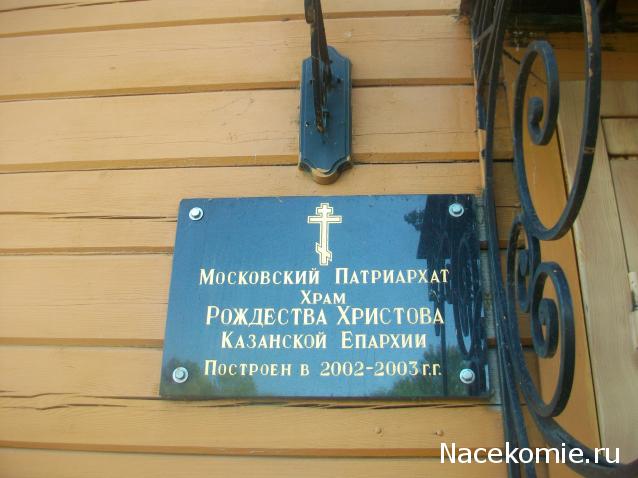 Московский Патриархат
Храм
Рождества Христова
Казанской Епархии
Построен в 2002-2003 г.г.
Nacekomie.ru